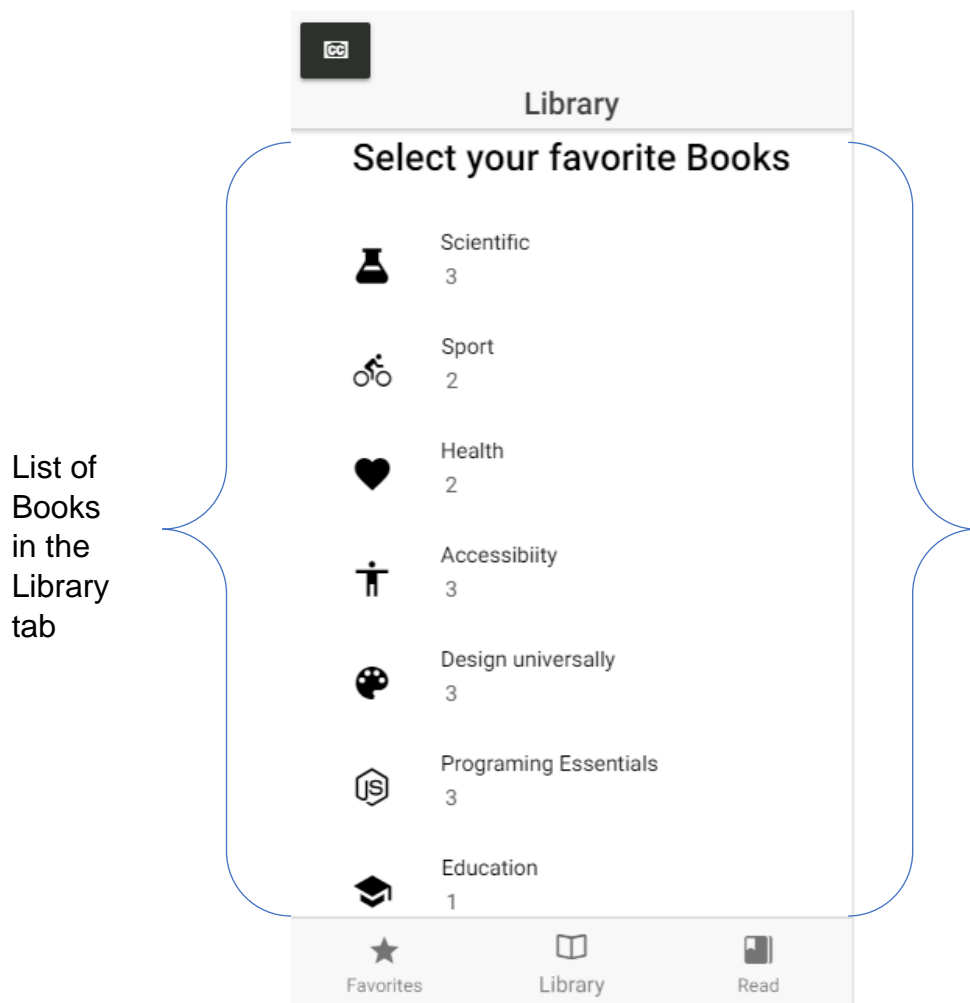 CC
Library
Select your favorite Books
Scientific
3
Sport
2
Health
2
Accessibiity
3
Design universally
3
Programing Essentials
3
Education
1
List of
Books
in the
Library
tab
JS
Favorites
Library
Read